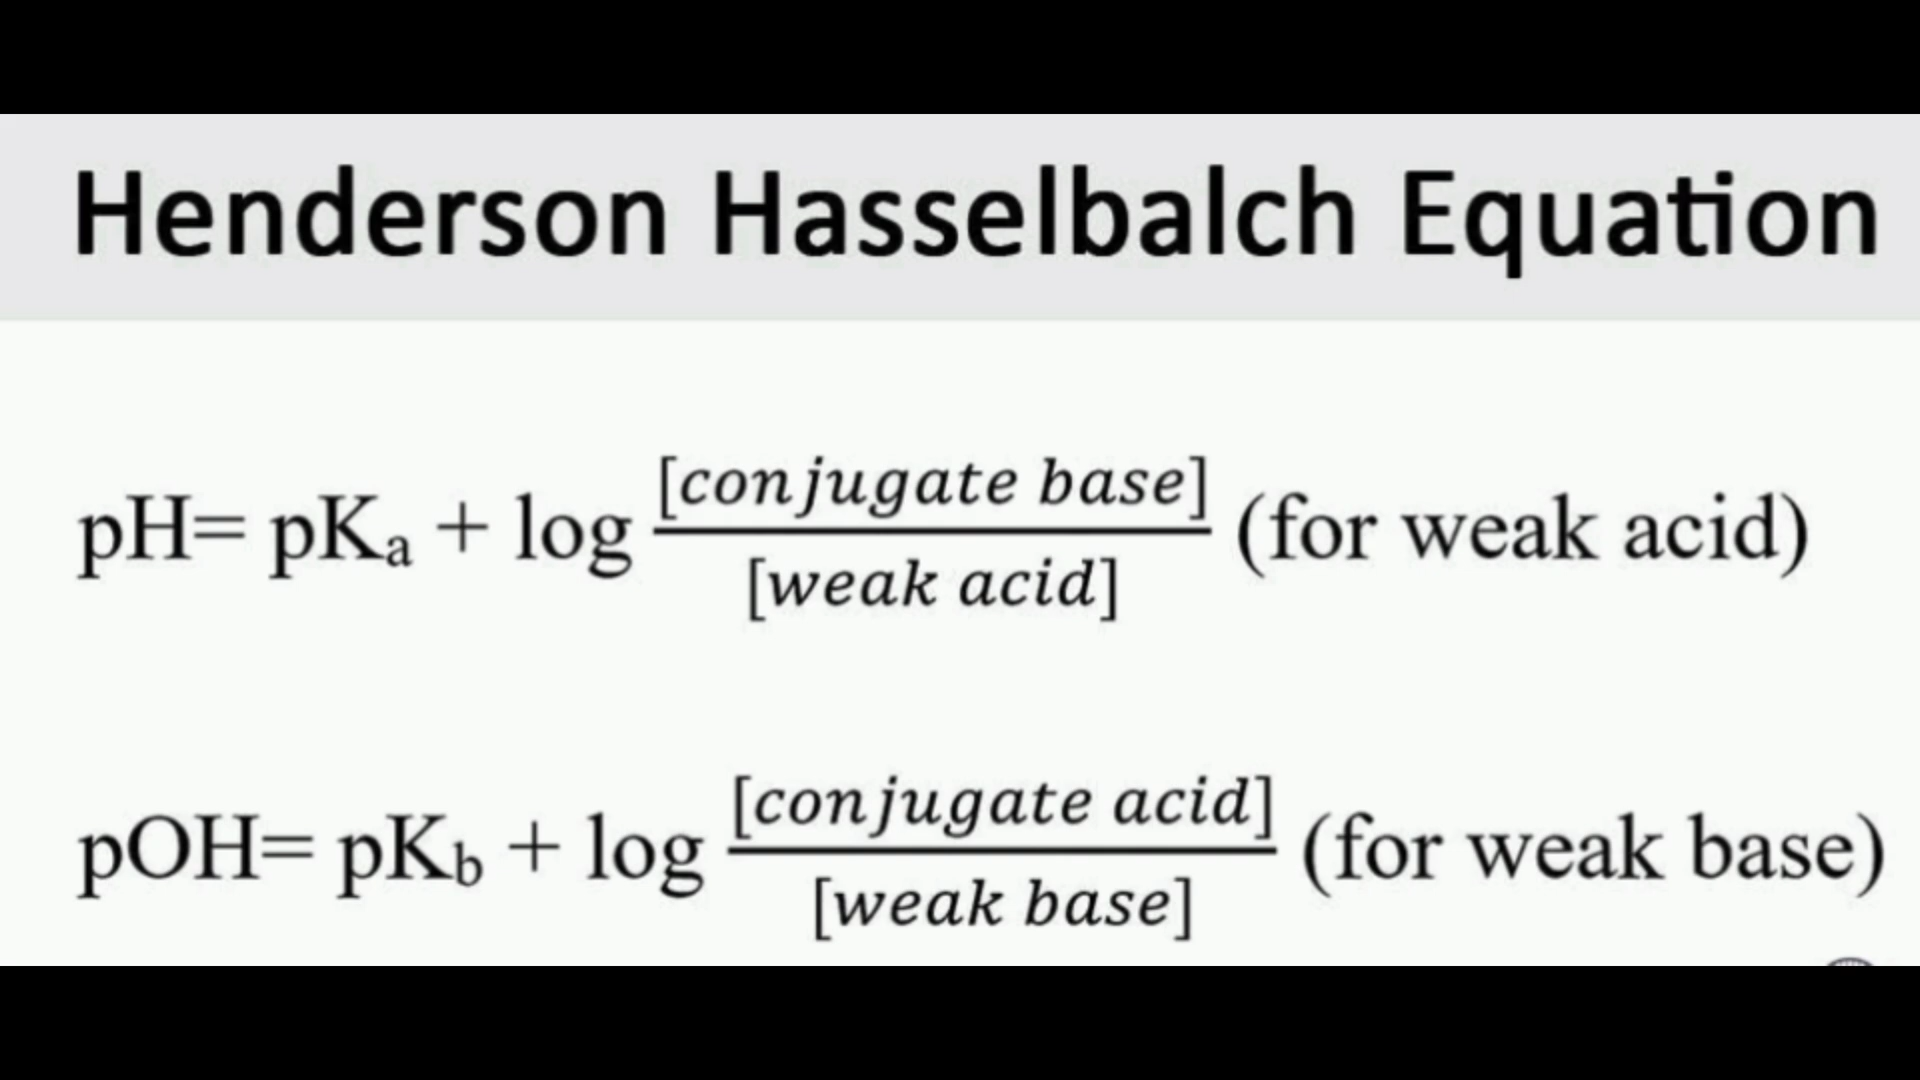 Henderson Hasselbalch Equation
pH= pKₐ + log [conjugate base] / [weak acid] (for weak acid)
pOH= pK_b + log [conjugate acid] / [weak base] (for weak base)